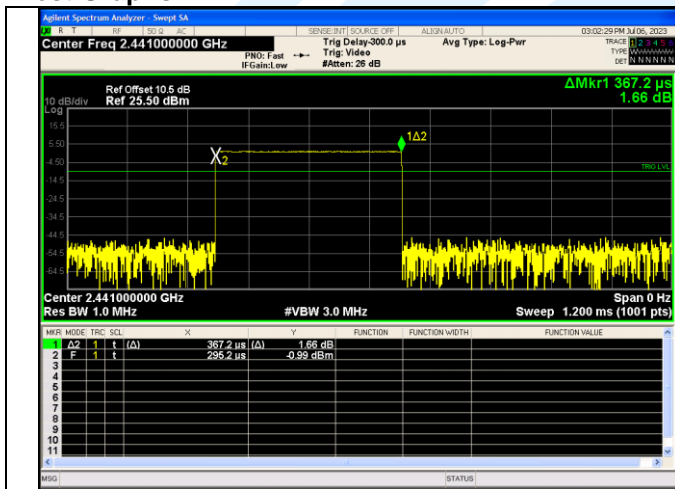 Agilent Spectrum Analyzer - Swept SA
R T RF 50 Ω AC SENSE:INT SOURCE OFF ALIGN AUTO 03:02:29 PM Jul 06, 2023
Center Freq 2.441000000 GHz
PNO: Fast
IFGain:Low
Trig Delay-300.0 µs
Trig: Video
#Atten: 26 dB
Avg Type: Log-Pwr
TRACE 1 2 3 4 5 6
TYPE
DET N N N N N N
ΔMkr1 367.2 µs
1.66 dB
Ref Offset 10.5 dB
10 dB/div Ref 25.50 dBm
Log
15.5
5.50
-4.50
-14.5
-24.5
-34.5
-44.5
-54.5
-64.5
X2
1Δ2
TRIG LVL
Center 2.441000000 GHz Span 0 Hz
Res BW 1.0 MHz #VBW 3.0 MHz Sweep 1.200 ms (1001 pts)
MKR MODE TRC SCL X Y FUNCTION FUNCTION WIDTH FUNCTION VALUE
1 Δ2 1 t (Δ) 367.2 µs (Δ) 1.66 dB
2 F 1 t 295.2 µs -0.99 dBm
3
4
5
6
7
8
9
10
11
MSG STATUS